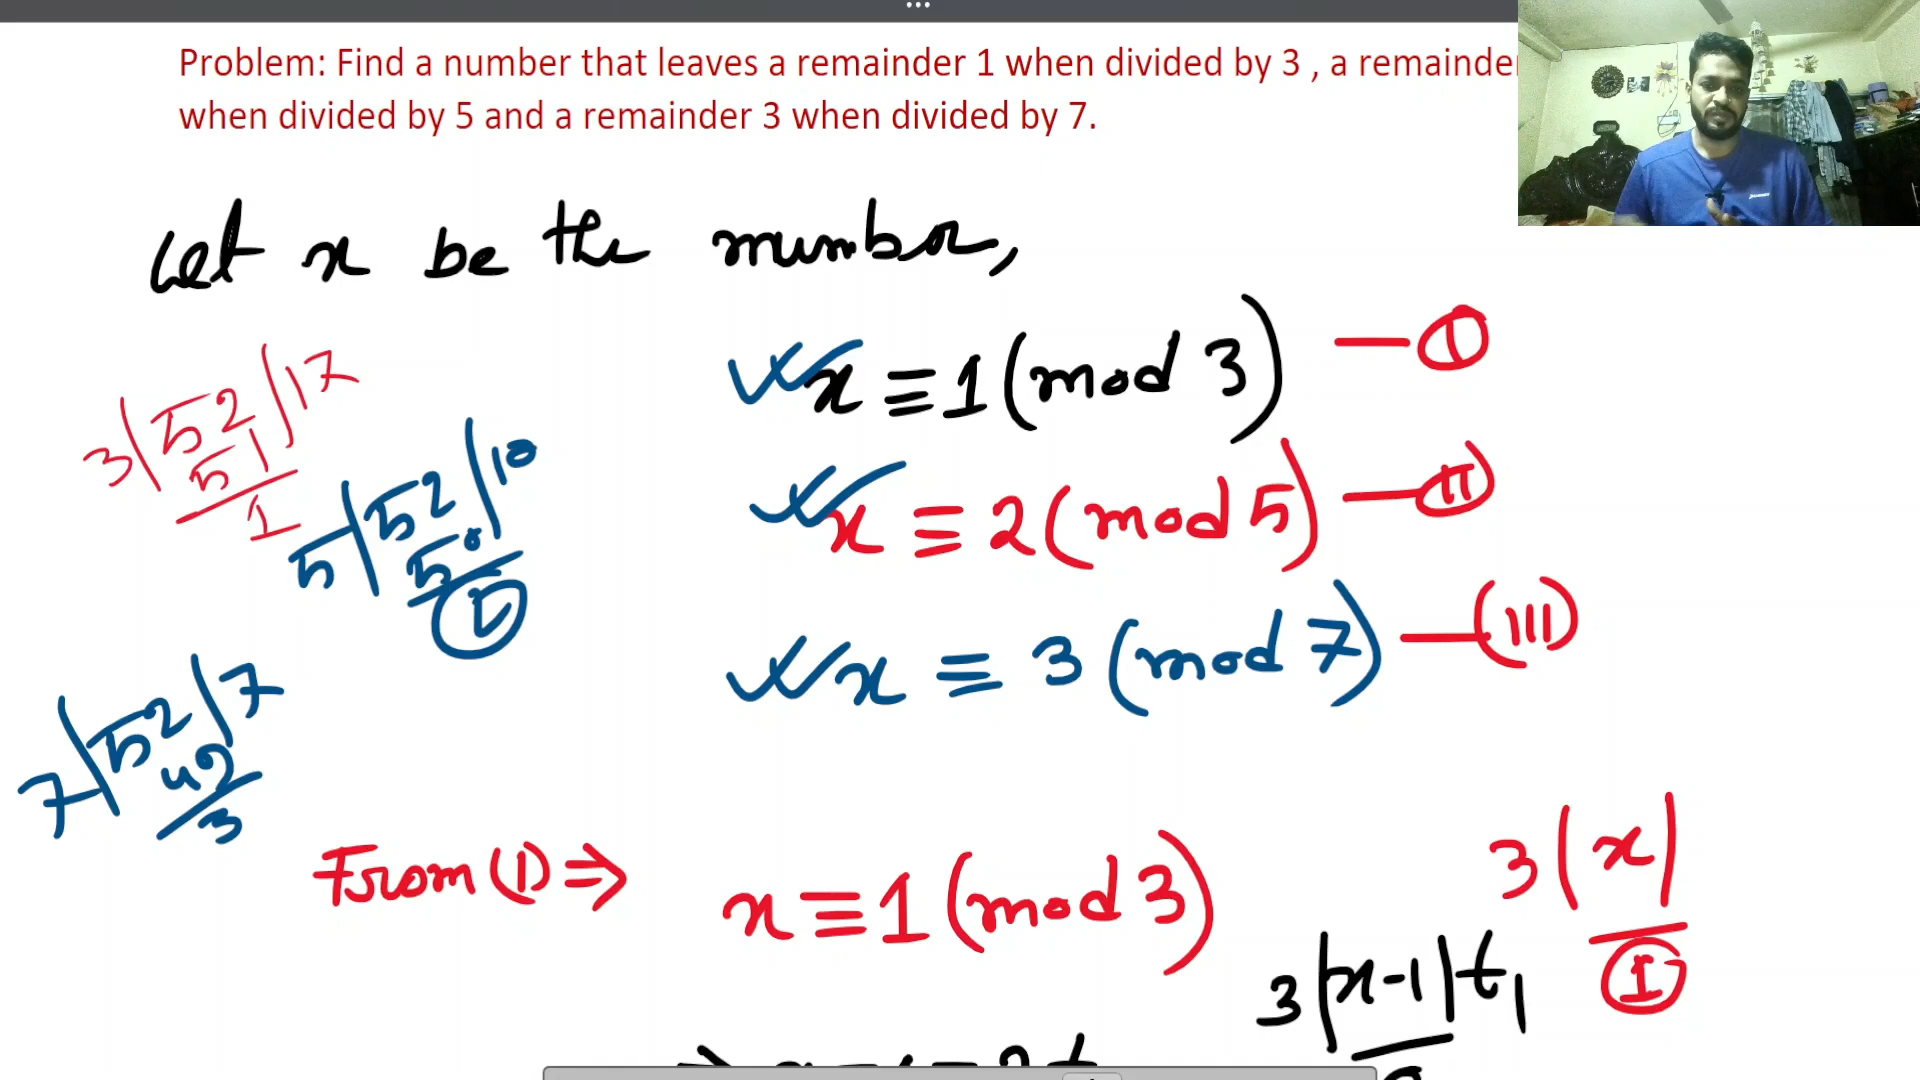 Problem: Find a number that leaves a remainder 1 when divided by 3 , a remainde
when divided by 5 and a remainder 3 when divided by 7.
Let x be the number,
x ≡ 1 (mod 3) — (I)
x ≡ 2 (mod 5) — (II)
x ≡ 3 (mod 7) — (III)
3 | 52 | 17
51
1
5 | 52 | 10
50
7 | 52 | 7
49
3
From (1) ⇒ x ≡ 1 (mod 3)
3 | x |
1
3 | x-1 | t₁